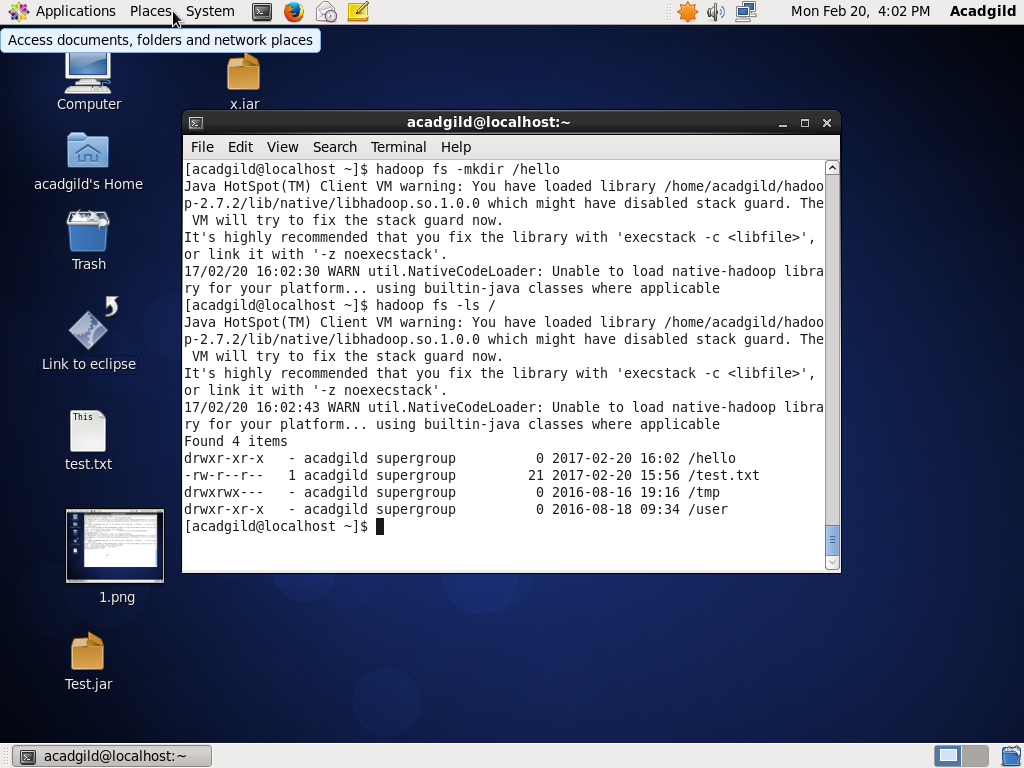 Applications Places System Mon Feb 20, 4:02 PM Acadgild
Access documents, folders and network places
Computer
x.jar
acadgild's Home
Trash
Link to eclipse
This
test.txt
1.png
Test.jar
acadgild@localhost:~
File Edit View Search Terminal Help
[acadgild@localhost ~]$ hadoop fs -mkdir /hello
Java HotSpot(TM) Client VM warning: You have loaded library /home/acadgild/hadoo
p-2.7.2/lib/native/libhadoop.so.1.0.0 which might have disabled stack guard. The
 VM will try to fix the stack guard now.
It's highly recommended that you fix the library with 'execstack -c <libfile>',
or link it with '-z noexecstack'.
17/02/20 16:02:30 WARN util.NativeCodeLoader: Unable to load native-hadoop libra
ry for your platform... using builtin-java classes where applicable
[acadgild@localhost ~]$ hadoop fs -ls /
Java HotSpot(TM) Client VM warning: You have loaded library /home/acadgild/hadoo
p-2.7.2/lib/native/libhadoop.so.1.0.0 which might have disabled stack guard. The
 VM will try to fix the stack guard now.
It's highly recommended that you fix the library with 'execstack -c <libfile>',
or link it with '-z noexecstack'.
17/02/20 16:02:43 WARN util.NativeCodeLoader: Unable to load native-hadoop libra
ry for your platform... using builtin-java classes where applicable
Found 4 items
drwxr-xr-x   - acadgild supergroup          0 2017-02-20 16:02 /hello
-rw-r--r--   1 acadgild supergroup         21 2017-02-20 15:56 /test.txt
drwxrwx---   - acadgild supergroup          0 2016-08-16 19:16 /tmp
drwxr-xr-x   - acadgild supergroup          0 2016-08-18 09:34 /user
[acadgild@localhost ~]$
acadgild@localhost:~